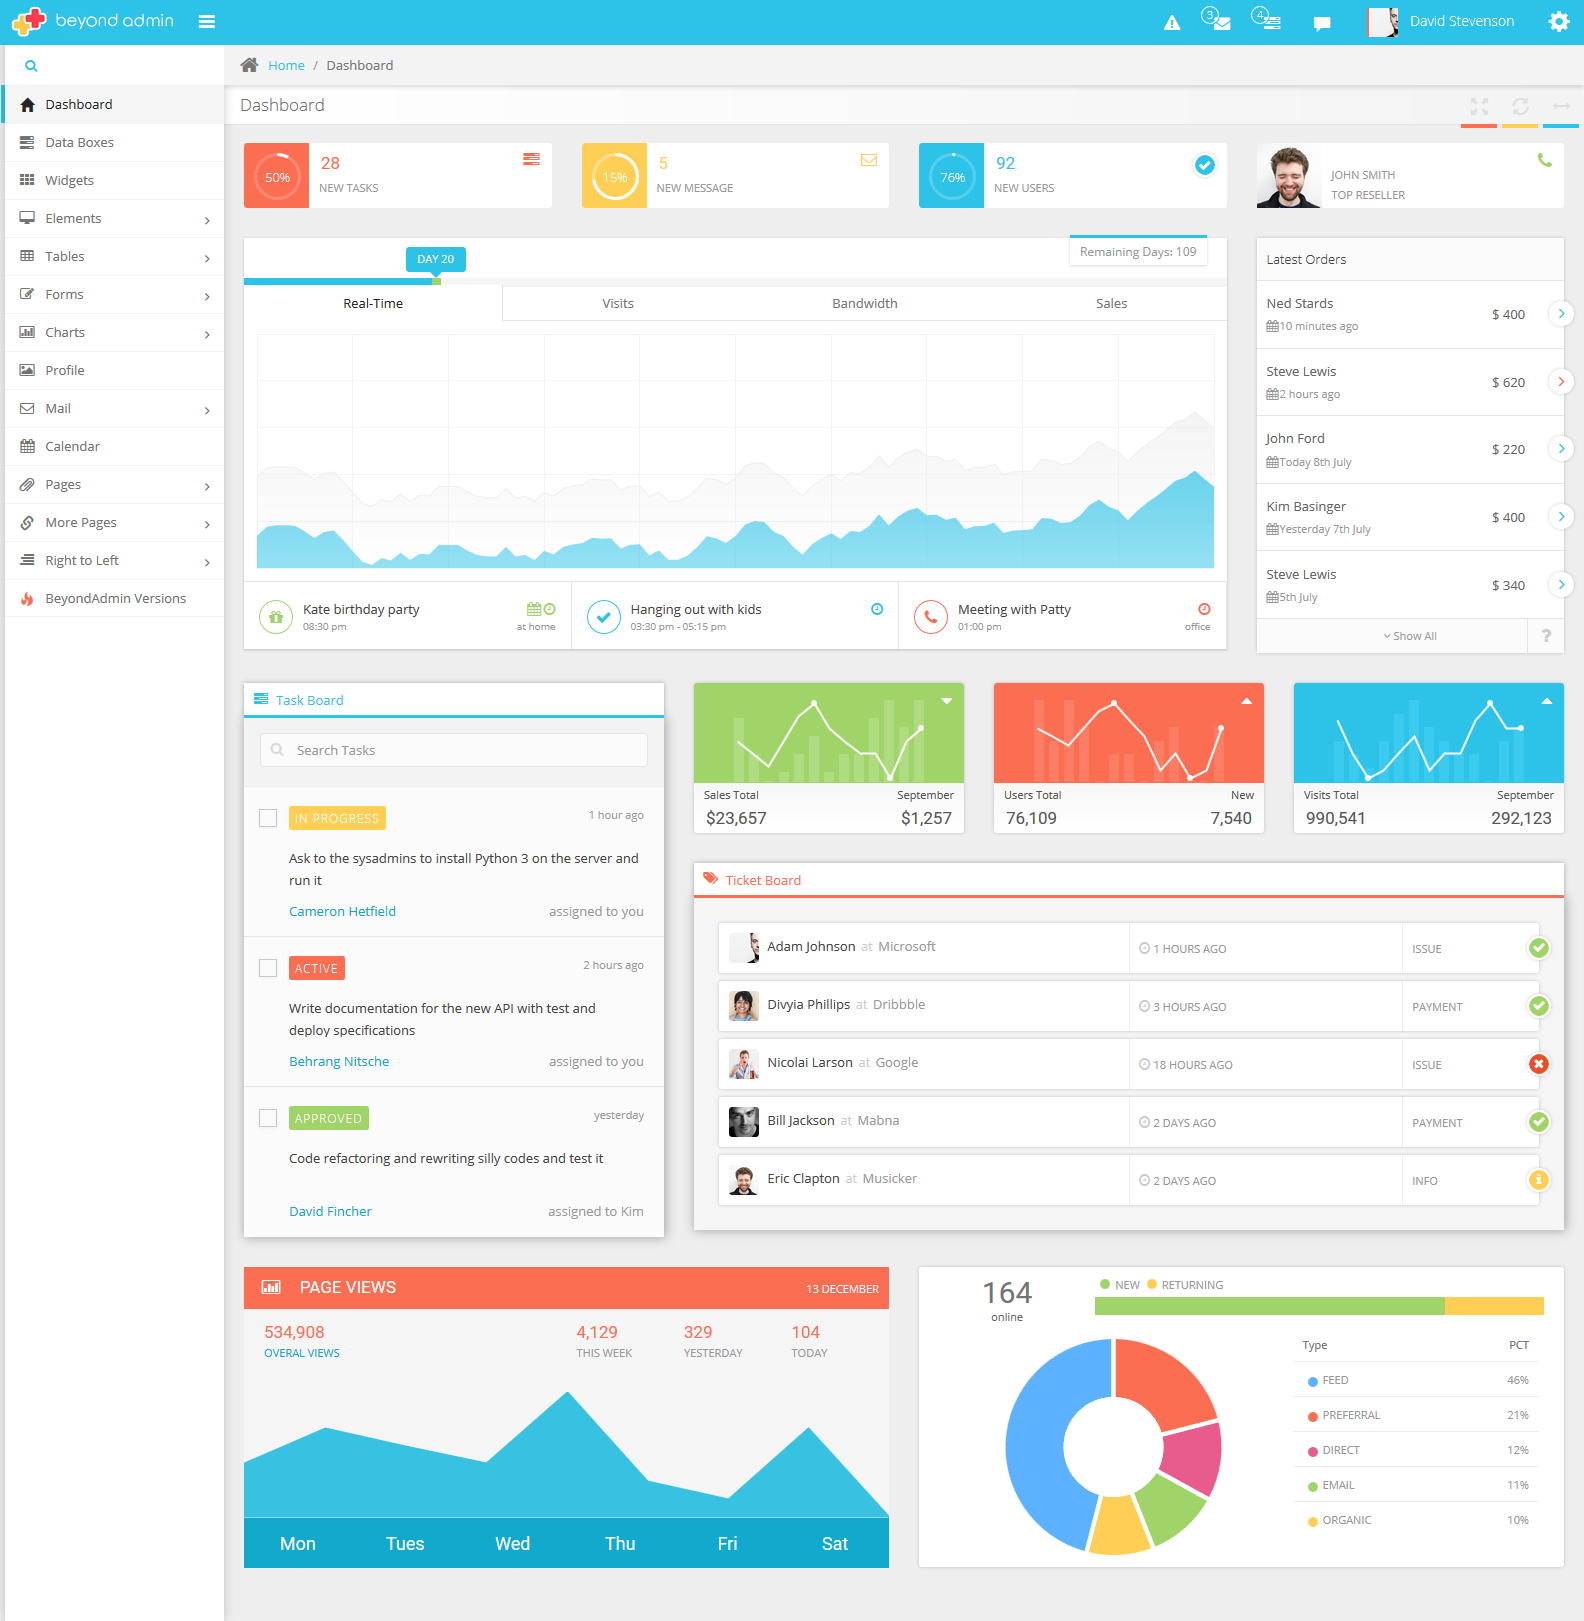 beyond admin
3
4
David Stevenson
Home / Dashboard
Dashboard
Dashboard
Data Boxes
Widgets
Elements
Tables
Forms
Charts
Profile
Mail
Calendar
Pages
More Pages
Right to Left
BeyondAdmin Versions
50%
28
NEW TASKS
15%
5
NEW MESSAGE
76%
92
NEW USERS
JOHN SMITH
TOP RESELLER
DAY 20
Remaining Days: 109
Real-Time
Visits
Bandwidth
Sales
Kate birthday party
08:30 pm
at home
Hanging out with kids
03:30 pm - 05:15 pm
Meeting with Patty
01:00 pm
office
Latest Orders
Ned Stards
10 minutes ago
$ 400
Steve Lewis
2 hours ago
$ 620
John Ford
Today 8th July
$ 220
Kim Basinger
Yesterday 7th July
$ 400
Steve Lewis
5th July
$ 340
Show All
?
Task Board
Search Tasks
IN PROGRESS
1 hour ago
Ask to the sysadmins to install Python 3 on the server and
run it
Cameron Hetfield
assigned to you
ACTIVE
2 hours ago
Write documentation for the new API with test and
deploy specifications
Behrang Nitsche
assigned to you
APPROVED
yesterday
Code refactoring and rewriting silly codes and test it
David Fincher
assigned to Kim
Sales Total
September
$23,657
$1,257
Users Total
New
76,109
7,540
Visits Total
September
990,541
292,123
Ticket Board
Adam Johnson at Microsoft
1 HOURS AGO
ISSUE
Divyia Phillips at Dribbble
3 HOURS AGO
PAYMENT
Nicolai Larson at Google
18 HOURS AGO
ISSUE
Bill Jackson at Mabna
2 DAYS AGO
PAYMENT
Eric Clapton at Musicker
2 DAYS AGO
INFO
PAGE VIEWS
13 DECEMBER
534,908
OVERAL VIEWS
4,129
THIS WEEK
329
YESTERDAY
104
TODAY
Mon
Tues
Wed
Thu
Fri
Sat
164
online
NEW
RETURNING
Type
PCT
FEED
46%
PREFERRAL
21%
DIRECT
12%
EMAIL
11%
ORGANIC
10%